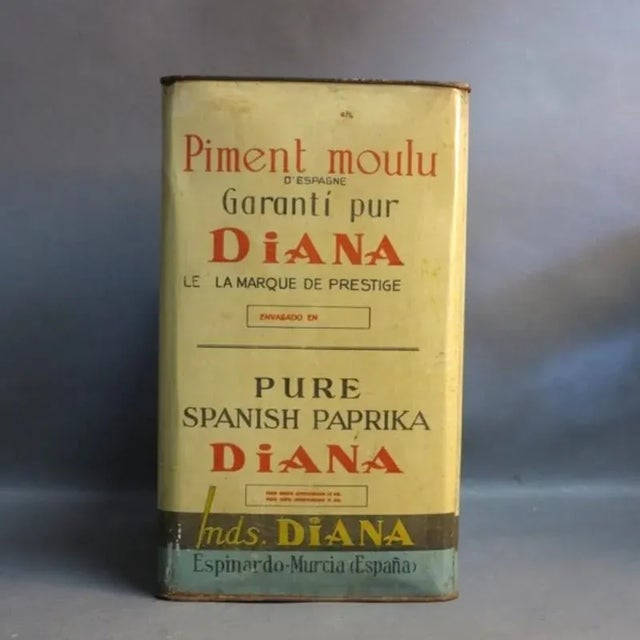 Piment moulu
D'ESPAGNE
Garantí pur
DiANA
LE LA MARQUE DE PRESTIGE
ENVASADO EN
PURE
SPANISH PAPRIKA
DiANA
Inds. DiANA
Espinardo-Murcia (España)